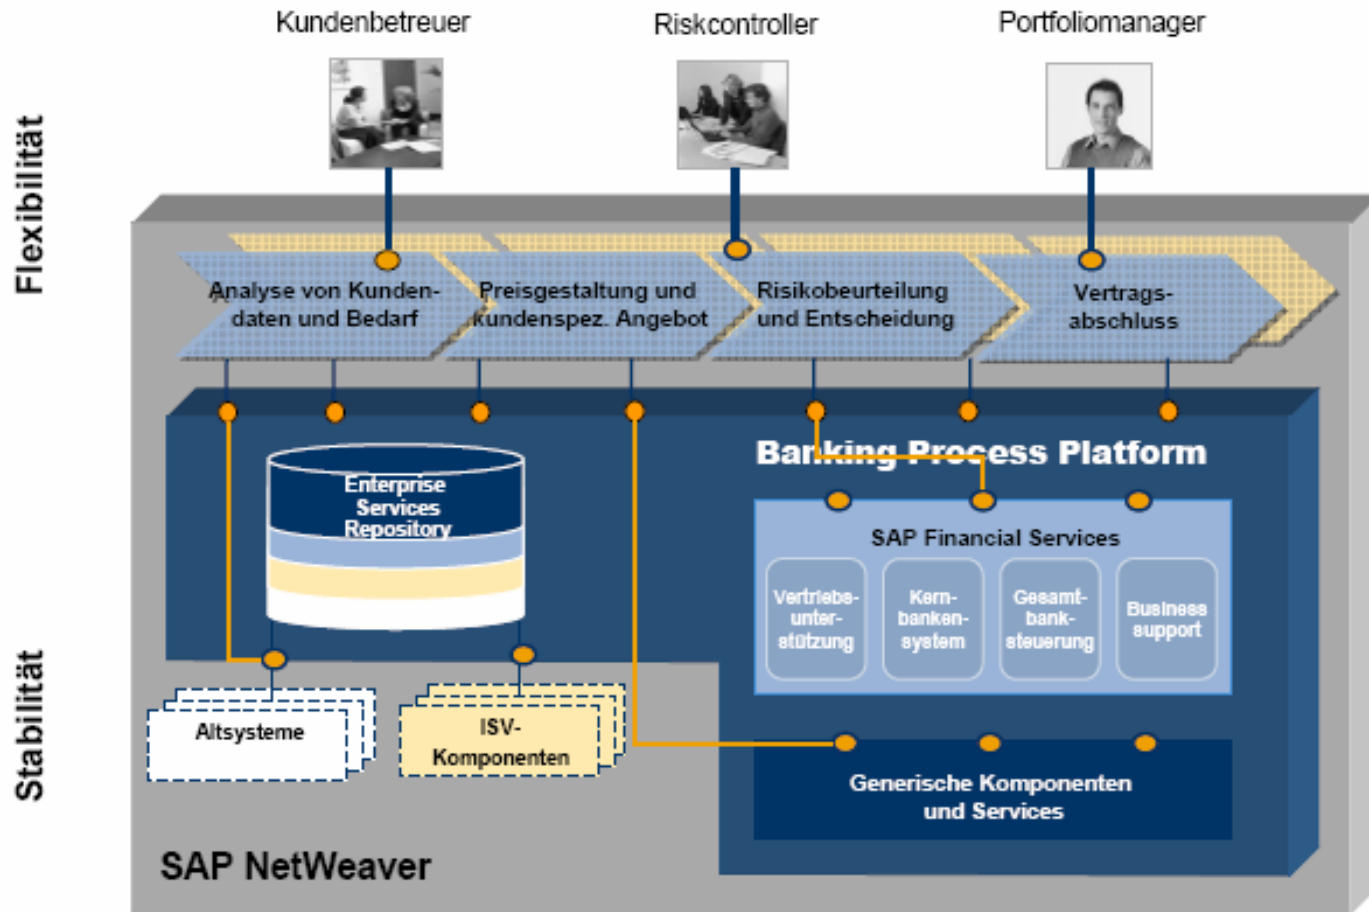 Kundenbetreuer
Riskcontroller
Portfoliomanager
Flexibilität
Analyse von Kunden-
daten und Bedarf
Preisgestaltung und
kundenspez. Angebot
Risikobeurteilung
und Entscheidung
Vertrags-
abschluss
Banking Process Platform
Enterprise
Services
Repository
SAP Financial Services
Vertriebs-
unter-
stützung
Kern-
banken-
system
Gesamt-
bank-
steuerung
Business
support
Stabilität
Altsysteme
ISV-
Komponenten
Generische Komponenten
und Services
SAP NetWeaver